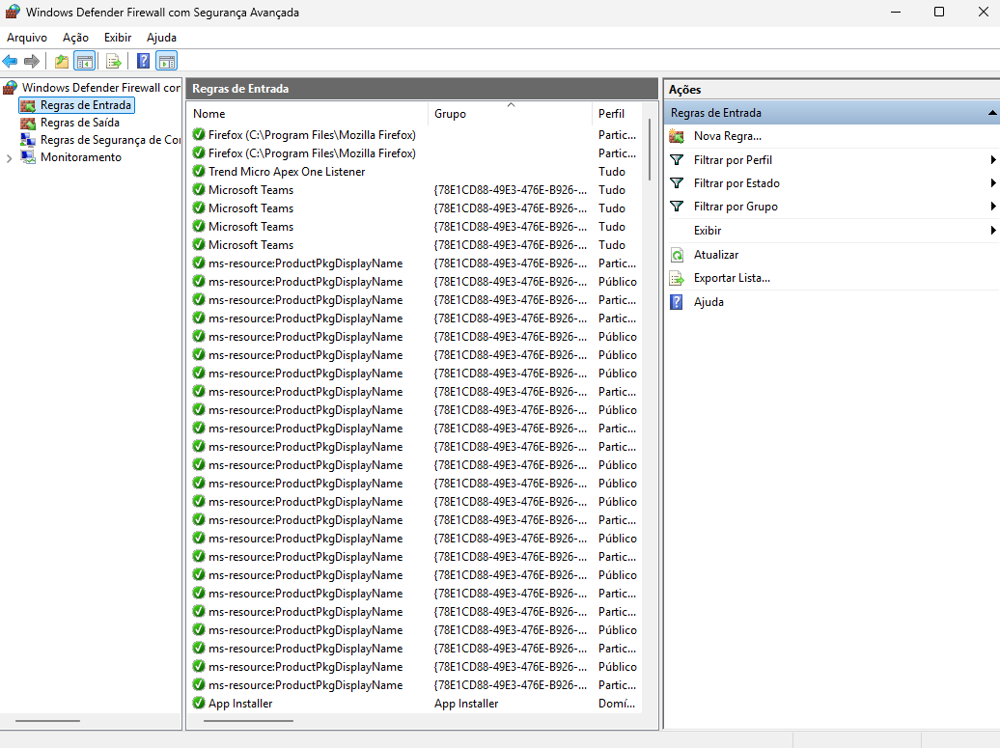 Windows Defender Firewall com Segurança Avançada
Arquivo Ação Exibir Ajuda
Windows Defender Firewall cor
Regras de Entrada
Regras de Saída
Regras de Segurança de Co
Monitoramento
Regras de Entrada
Nome Grupo Perfil
Firefox (C:\Program Files\Mozilla Firefox) Partic...
Firefox (C:\Program Files\Mozilla Firefox) Partic...
Trend Micro Apex One Listener Tudo
Microsoft Teams {78E1CD88-49E3-476E-B926-... Tudo
Microsoft Teams {78E1CD88-49E3-476E-B926-... Tudo
Microsoft Teams {78E1CD88-49E3-476E-B926-... Tudo
Microsoft Teams {78E1CD88-49E3-476E-B926-... Tudo
ms-resource:ProductPkgDisplayName {78E1CD88-49E3-476E-B926-... Partic...
ms-resource:ProductPkgDisplayName {78E1CD88-49E3-476E-B926-... Público
ms-resource:ProductPkgDisplayName {78E1CD88-49E3-476E-B926-... Partic...
ms-resource:ProductPkgDisplayName {78E1CD88-49E3-476E-B926-... Partic...
ms-resource:ProductPkgDisplayName {78E1CD88-49E3-476E-B926-... Público
ms-resource:ProductPkgDisplayName {78E1CD88-49E3-476E-B926-... Público
ms-resource:ProductPkgDisplayName {78E1CD88-49E3-476E-B926-... Público
ms-resource:ProductPkgDisplayName {78E1CD88-49E3-476E-B926-... Partic...
ms-resource:ProductPkgDisplayName {78E1CD88-49E3-476E-B926-... Público
ms-resource:ProductPkgDisplayName {78E1CD88-49E3-476E-B926-... Partic...
ms-resource:ProductPkgDisplayName {78E1CD88-49E3-476E-B926-... Partic...
ms-resource:ProductPkgDisplayName {78E1CD88-49E3-476E-B926-... Público
ms-resource:ProductPkgDisplayName {78E1CD88-49E3-476E-B926-... Público
ms-resource:ProductPkgDisplayName {78E1CD88-49E3-476E-B926-... Público
ms-resource:ProductPkgDisplayName {78E1CD88-49E3-476E-B926-... Partic...
ms-resource:ProductPkgDisplayName {78E1CD88-49E3-476E-B926-... Público
ms-resource:ProductPkgDisplayName {78E1CD88-49E3-476E-B926-... Partic...
ms-resource:ProductPkgDisplayName {78E1CD88-49E3-476E-B926-... Público
ms-resource:ProductPkgDisplayName {78E1CD88-49E3-476E-B926-... Partic...
ms-resource:ProductPkgDisplayName {78E1CD88-49E3-476E-B926-... Partic...
ms-resource:ProductPkgDisplayName {78E1CD88-49E3-476E-B926-... Público
ms-resource:ProductPkgDisplayName {78E1CD88-49E3-476E-B926-... Partic...
ms-resource:ProductPkgDisplayName {78E1CD88-49E3-476E-B926-... Público
ms-resource:ProductPkgDisplayName {78E1CD88-49E3-476E-B926-... Partic...
App Installer App Installer Domí...
Ações
Regras de Entrada
Nova Regra...
Filtrar por Perfil
Filtrar por Estado
Filtrar por Grupo
Exibir
Atualizar
Exportar Lista...
Ajuda